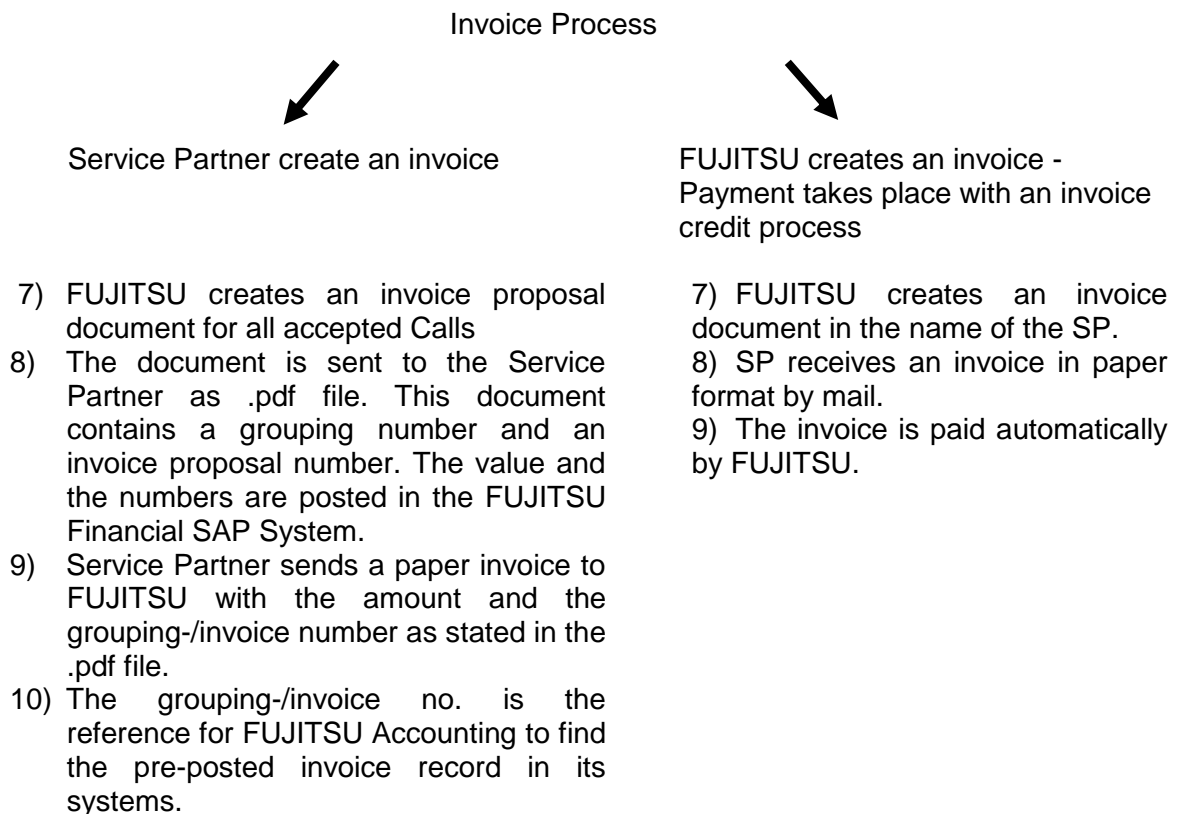 Invoice Process
Service Partner create an invoice
7) FUJITSU creates an invoice proposal
document for all accepted Calls
8) The document is sent to the Service
Partner as .pdf file. This document
contains a grouping number and an
invoice proposal number. The value and
the numbers are posted in the FUJITSU
Financial SAP System.
9) Service Partner sends a paper invoice to
FUJITSU with the amount and the
grouping-/invoice number as stated in the
.pdf file.
10) The grouping-/invoice no. is the
reference for FUJITSU Accounting to find
the pre-posted invoice record in its
systems.
FUJITSU creates an invoice -
Payment takes place with an invoice
credit process
7) FUJITSU creates an invoice
document in the name of the SP.
8) SP receives an invoice in paper
format by mail.
9) The invoice is paid automatically
by FUJITSU.